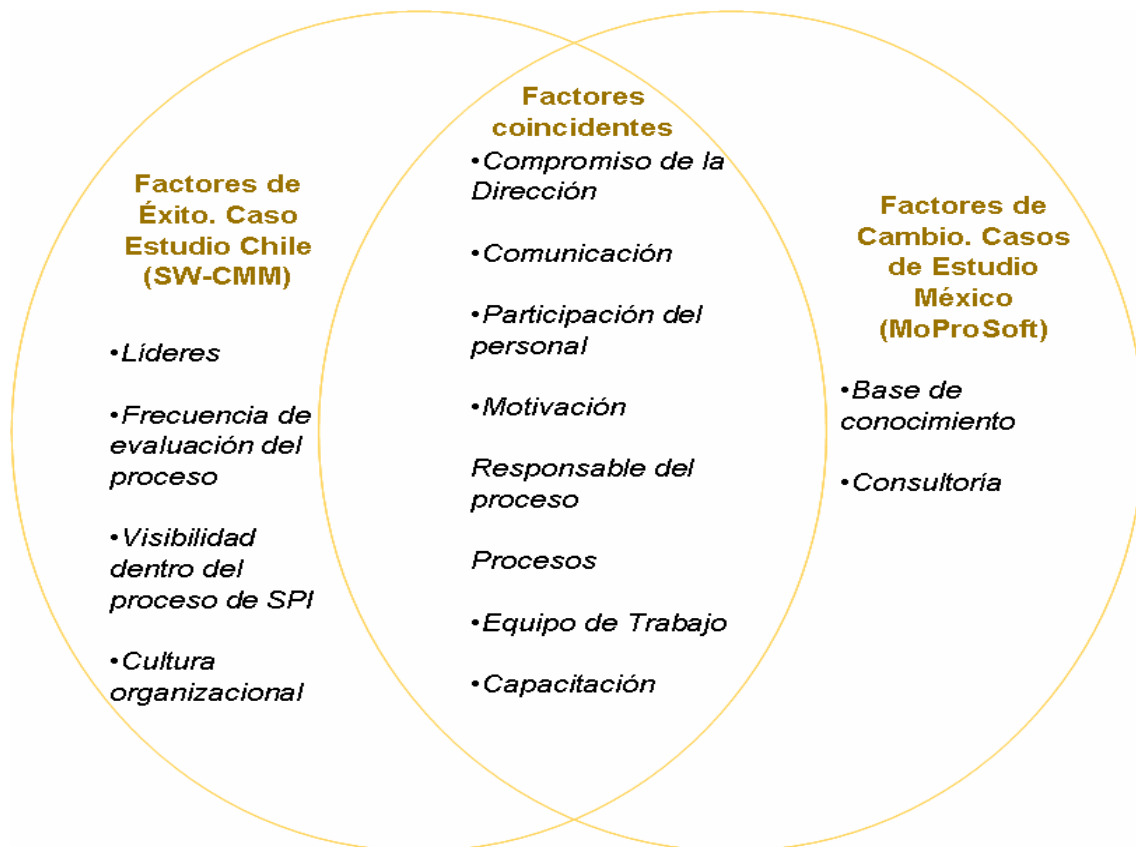 Factores de
Éxito. Caso
Estudio Chile
(SW-CMM)
•Líderes
•Frecuencia de
evaluación del
proceso
•Visibilidad
dentro del
proceso de SPI
•Cultura
organizacional
Factores
coincidentes
•Compromiso de la
Dirección
•Comunicación
•Participación del
personal
•Motivación
Responsable del
proceso
Procesos
•Equipo de Trabajo
•Capacitación
Factores de
Cambio. Casos
de Estudio
México
(MoProSoft)
•Base de
conocimiento
•Consultoría